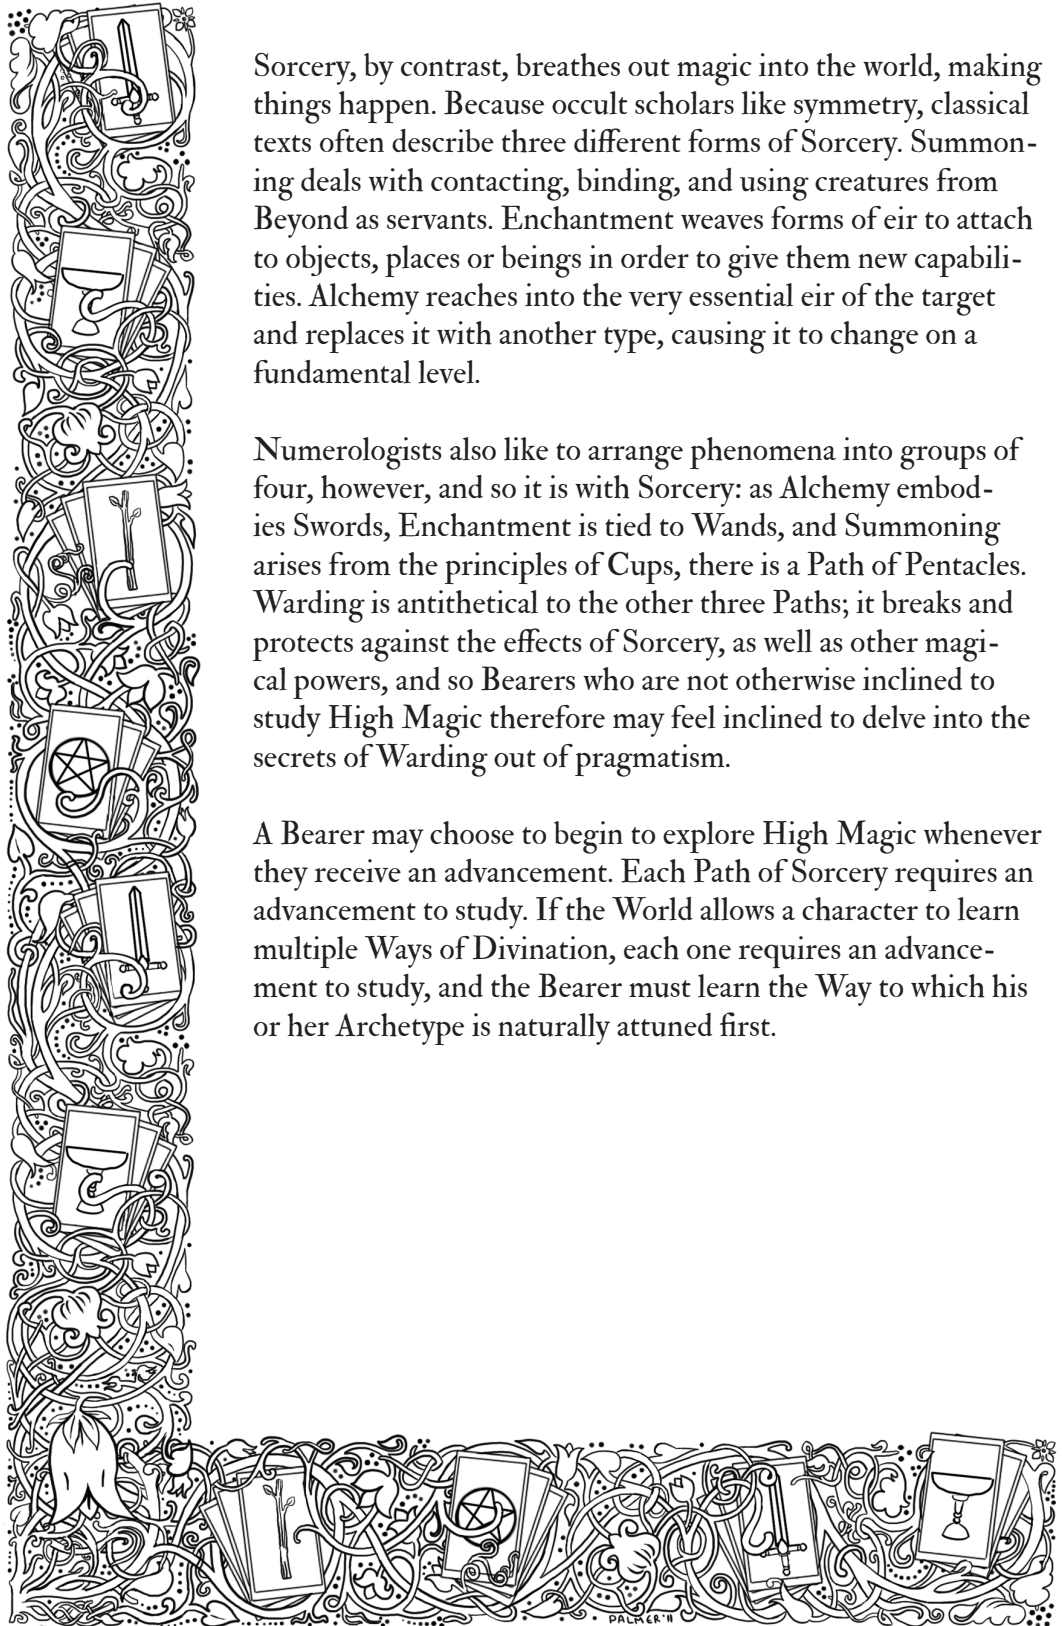 Sorcery, by contrast, breathes out magic into the world, making
things happen. Because occult scholars like symmetry, classical
texts often describe three different forms of Sorcery. Summon-
ing deals with contacting, binding, and using creatures from
Beyond as servants. Enchantment weaves forms of eir to attach
to objects, places or beings in order to give them new capabili-
ties. Alchemy reaches into the very essential eir of the target
and replaces it with another type, causing it to change on a
fundamental level.
Numerologists also like to arrange phenomena into groups of
four, however, and so it is with Sorcery: as Alchemy embod-
ies Swords, Enchantment is tied to Wands, and Summoning
arises from the principles of Cups, there is a Path of Pentacles.
Warding is antithetical to the other three Paths; it breaks and
protects against the effects of Sorcery, as well as other magi-
cal powers, and so Bearers who are not otherwise inclined to
study High Magic therefore may feel inclined to delve into the
secrets of Warding out of pragmatism.
A Bearer may choose to begin to explore High Magic whenever
they receive an advancement. Each Path of Sorcery requires an
advancement to study. If the World allows a character to learn
multiple Ways of Divination, each one requires an advance-
ment to study, and the Bearer must learn the Way to which his
or her Archetype is naturally attuned first.
PALMER '11